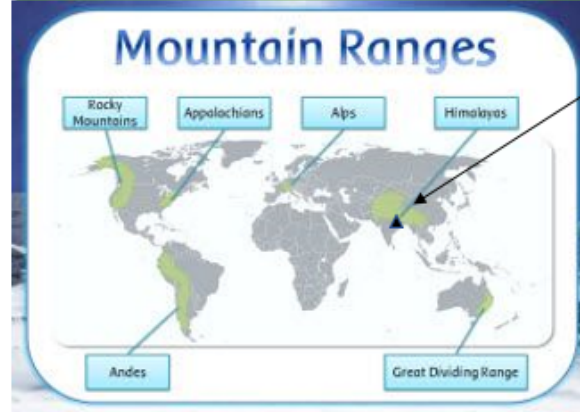 Mountain Ranges
Rocky
Mountains
Appalachians
Alps
Himalayas
Andes
Great Dividing Range